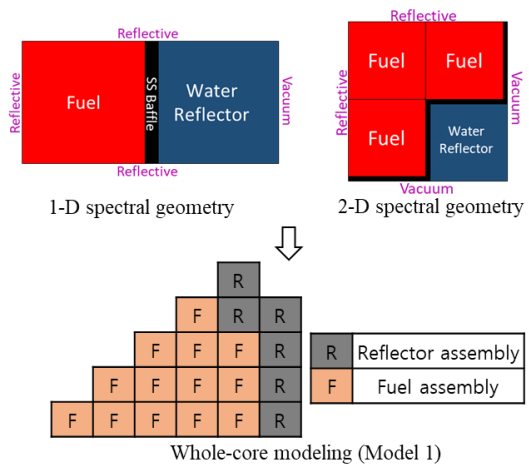 Reflective
Reflective
Fuel
SS Baffle
Water
Reflector
Vacuum
Reflective
1-D spectral geometry
Reflective
Reflective
Fuel
Fuel
Vacuum
Fuel
Water
Reflector
Vacuum
2-D spectral geometry
R
F R R
F F F R
F F F F R
F F F F F R
R Reflector assembly
F Fuel assembly
Whole-core modeling (Model 1)